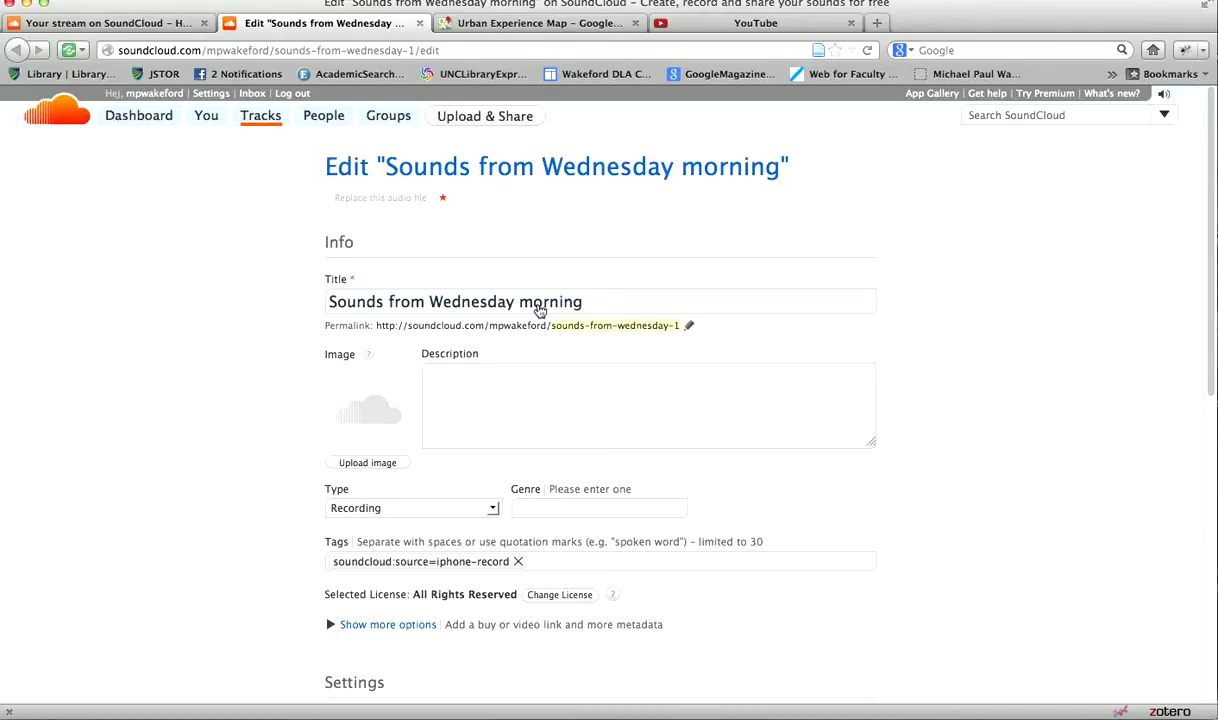 Edit "Sounds from Wednesday morning" on SoundCloud - Create, record and share your sounds for free
Your stream on SoundCloud - H... × Edit "Sounds from Wednesday ... × Urban Experience Map - Google... × YouTube × +
soundcloud.com/mpwakeford/sounds-from-wednesday-1/edit Google
Library | Library... JSTOR 2 Notifications AcademicSearch... UNCLibraryExpr... Wakeford DLA C... GoogleMagazine... Web for Faculty ... Michael Paul Wa... » Bookmarks
Hej, mpwakeford | Settings | Inbox | Log out App Gallery | Get help | Try Premium | What's new?
Dashboard You Tracks People Groups Upload & Share Search SoundCloud
Edit "Sounds from Wednesday morning"
Replace this audio file ★
Info
Title *
Sounds from Wednesday morning
Permalink: http://soundcloud.com/mpwakeford/sounds-from-wednesday-1
Image ? Description
Upload image
Type Genre | Please enter one
Recording
Tags | Separate with spaces or use quotation marks (e.g. "spoken word") - limited to 30
soundcloud:source=iphone-record ×
Selected License: All Rights Reserved Change License ?
Show more options | Add a buy or video link and more metadata
Settings
× zotero